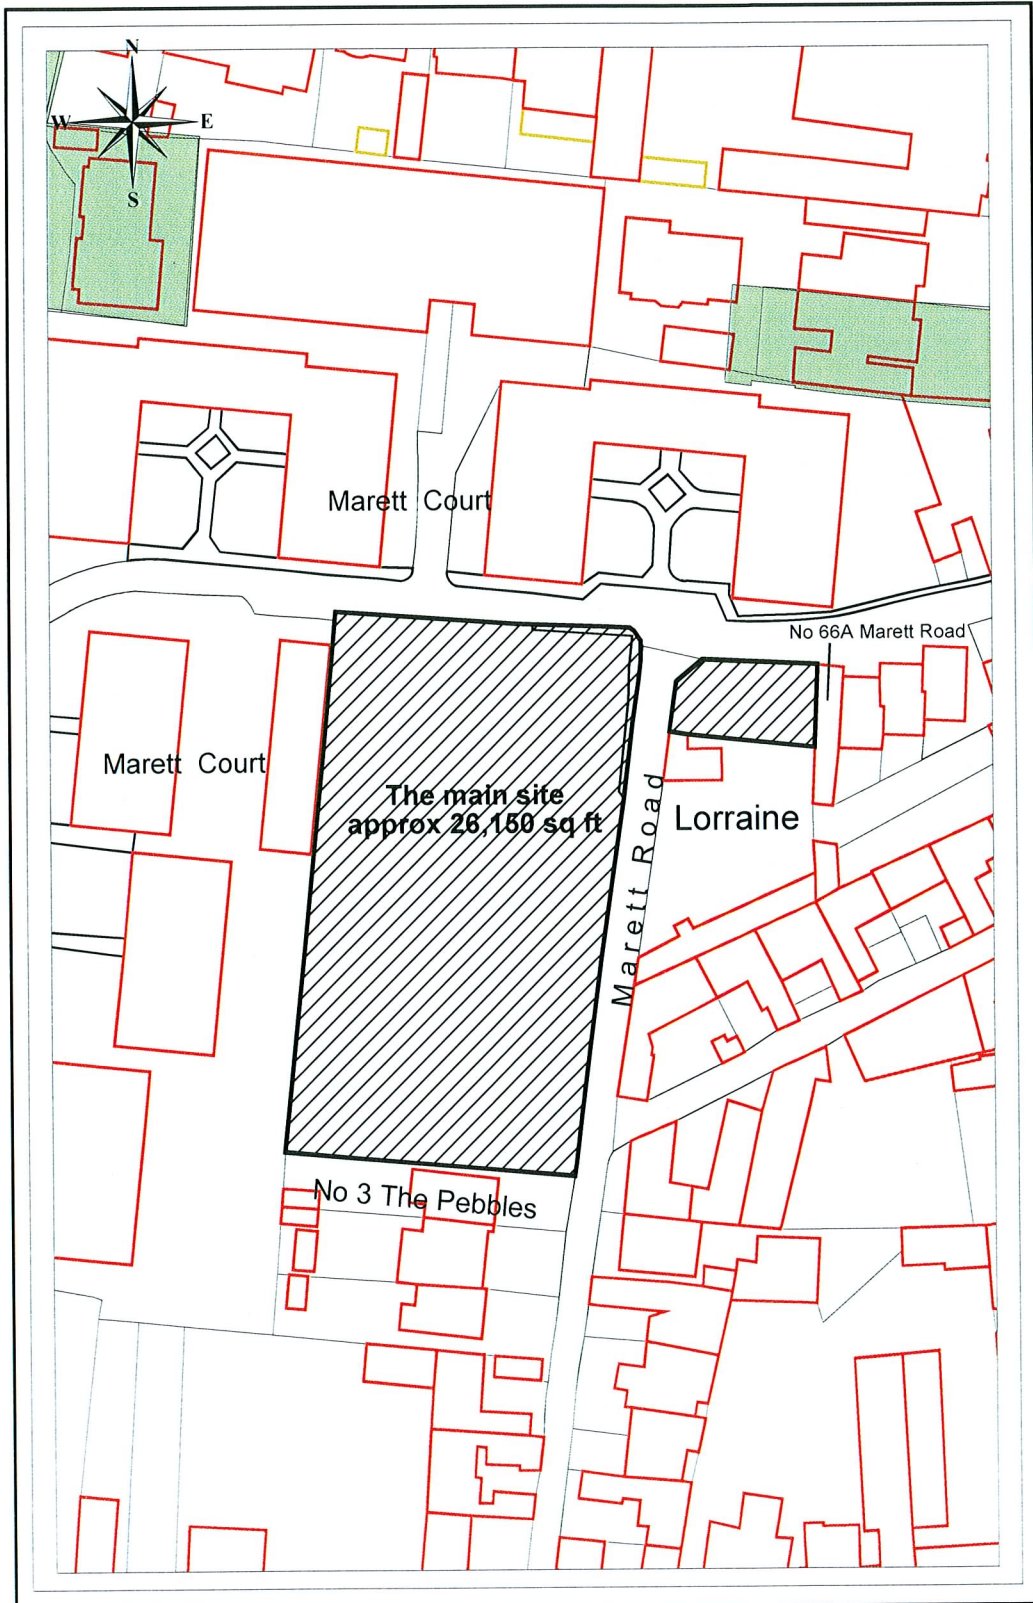 N
W E
S
Marett Court
No 66A Marett Road
Marett Court
The main site
approx 26,150 sq ft
Lorraine
Marett Road
No 3 The Pebbles